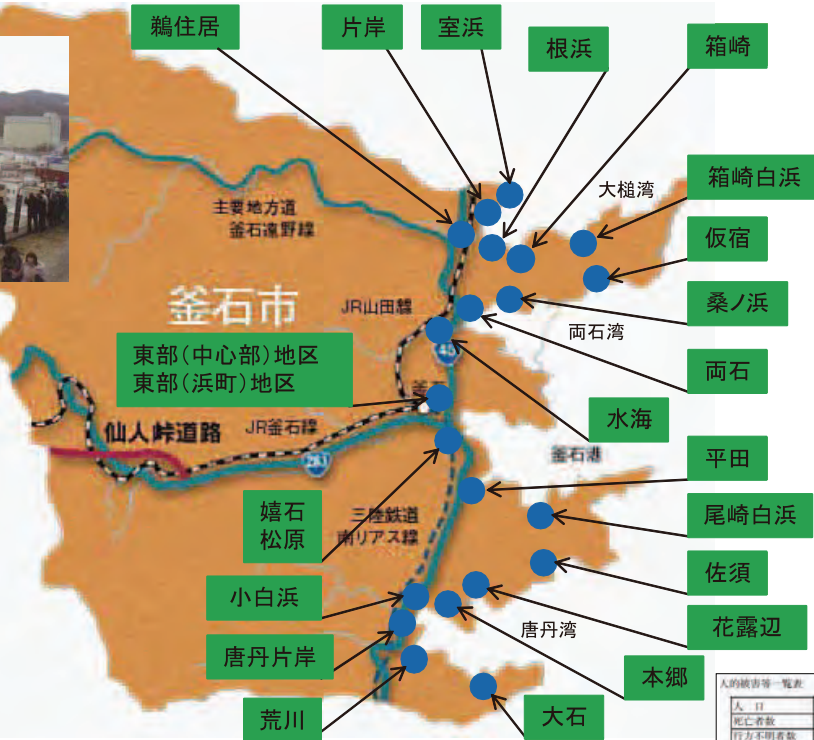 鵜住居
片岸
室浜
根浜
箱崎
大槌湾
箱崎白浜
主要地方道
釜石遠野線
仮宿
釜石市
JR山田線
桑ノ浜
両石湾
45
東部(中心部)地区
東部(浜町)地区
両石
水海
仙人峠道路
JR釜石線
釜石港
平田
283
嬉石
松原
三陸鉄道
南リアス線
尾崎白浜
佐須
小白浜
花露辺
唐丹湾
唐丹片岸
本郷
荒川
大石
人的被害等一覧表
人 口
死亡者数
行方不明者数